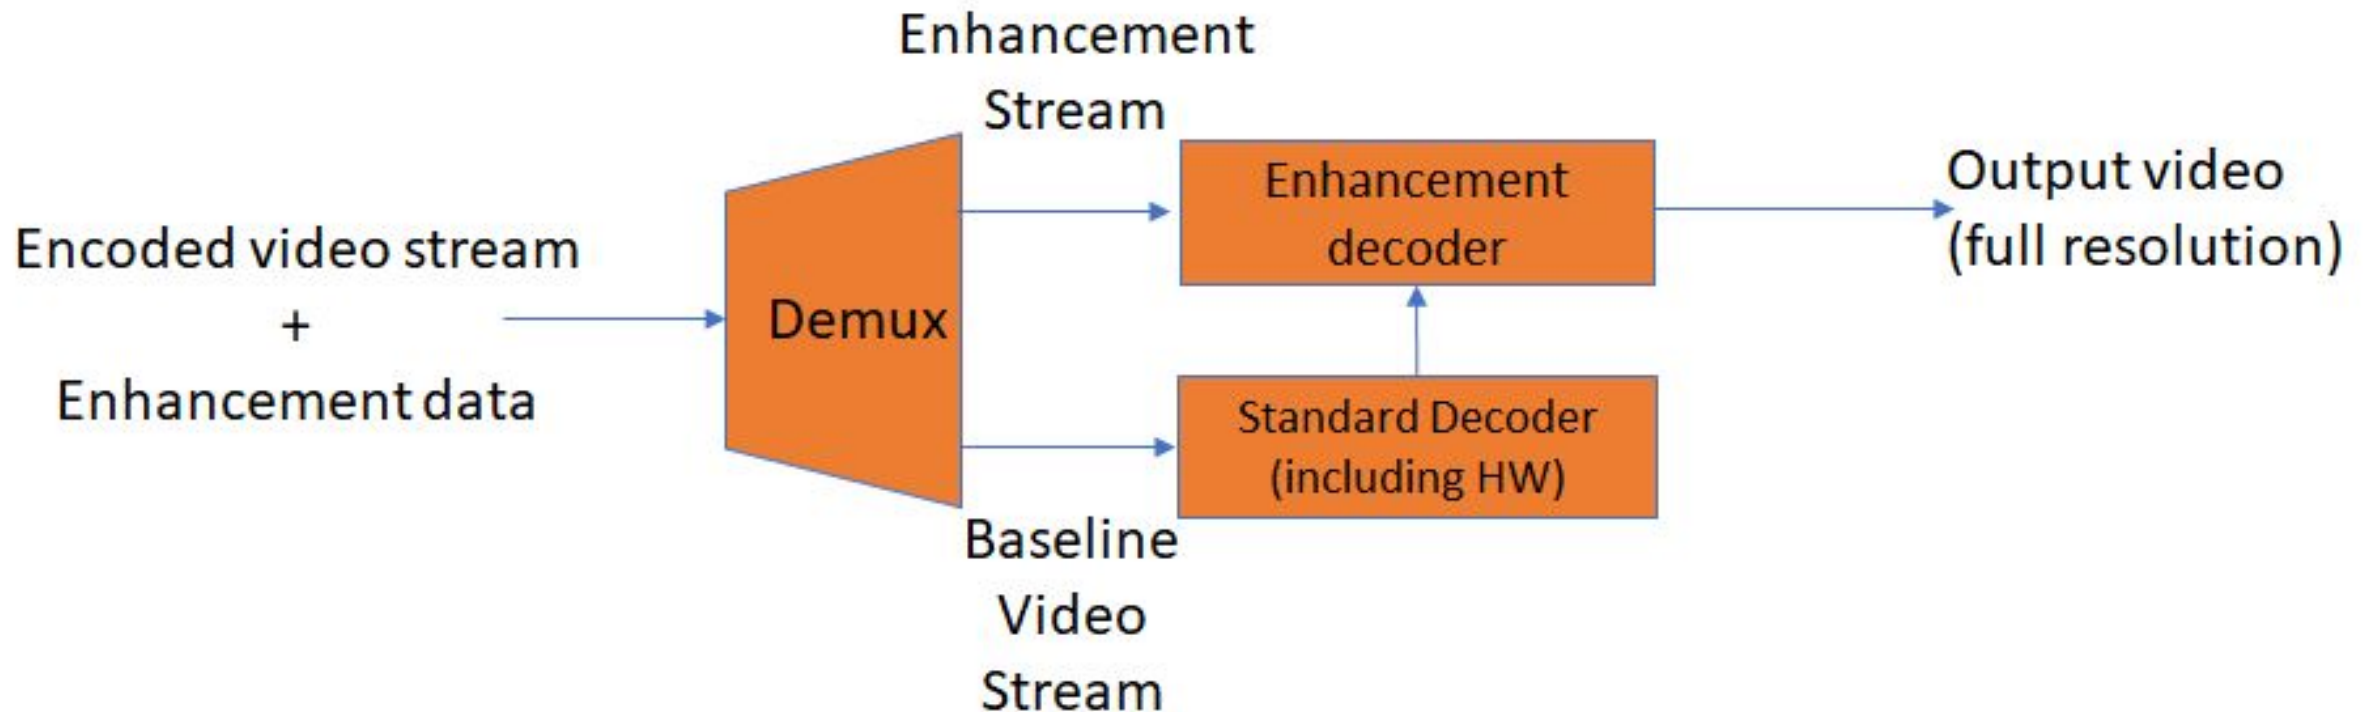 Enhancement
Stream
Encoded video stream
+
Enhancement data
Demux
Enhancement
decoder
Output video
(full resolution)
Standard Decoder
(including HW)
Baseline
Video
Stream